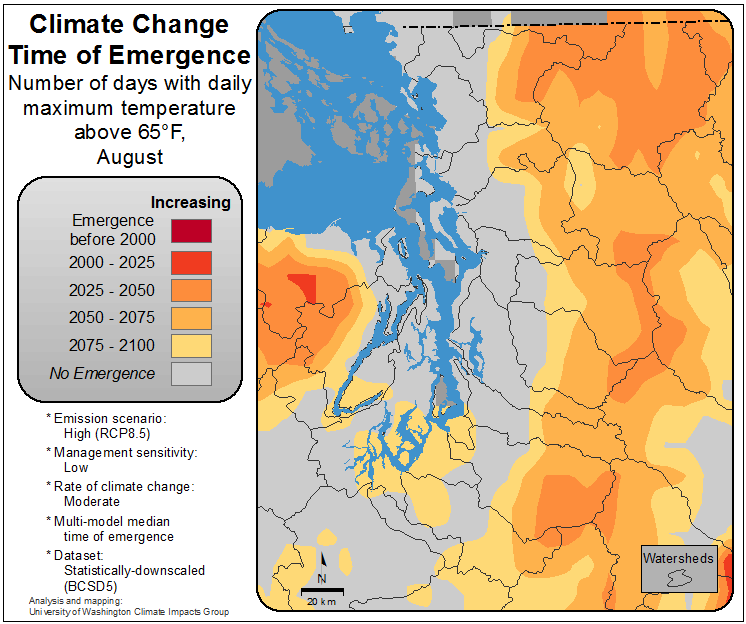 Climate Change
Time of Emergence
Number of days with daily
maximum temperature
above 65°F,
August
Increasing
Emergence
before 2000
2000 - 2025
2025 - 2050
2050 - 2075
2075 - 2100
No Emergence
* Emission scenario:
High (RCP8.5)
* Management sensitivity:
Low
* Rate of climate change:
Moderate
* Multi-model median
time of emergence
* Dataset:
Statistically-downscaled
(BCSD5)
Analysis and mapping:
University of Washington Climate Impacts Group
N
20 km
Watersheds